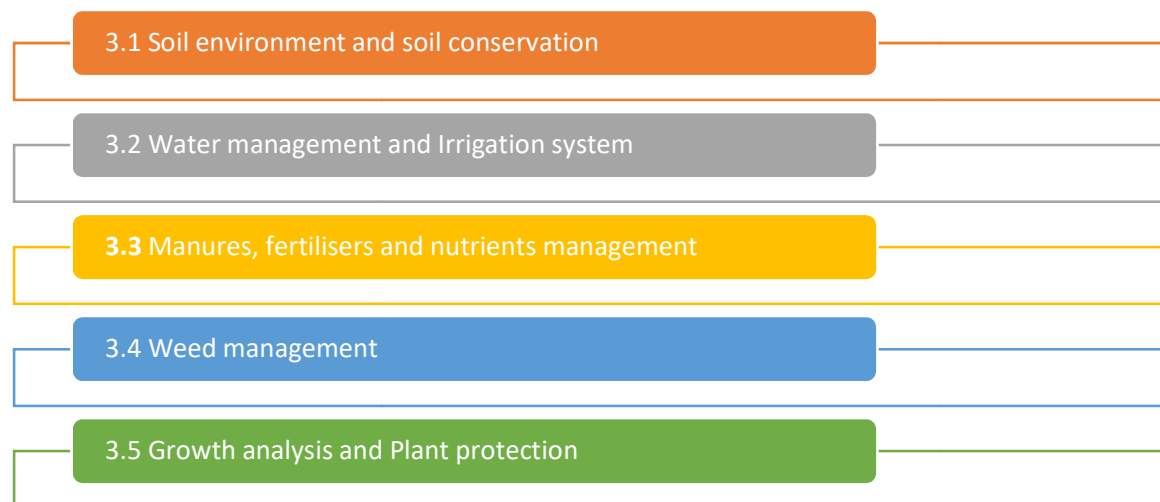 3.1 Soil environment and soil conservation
3.2 Water management and Irrigation system
3.3 Manures, fertilisers and nutrients management
3.4 Weed management
3.5 Growth analysis and Plant protection